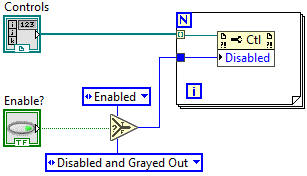 Controls
i 123
j
k
N
?! Ctl ?!
Disabled
Enable?
Enabled
TF
? T
F
i
Disabled and Grayed Out